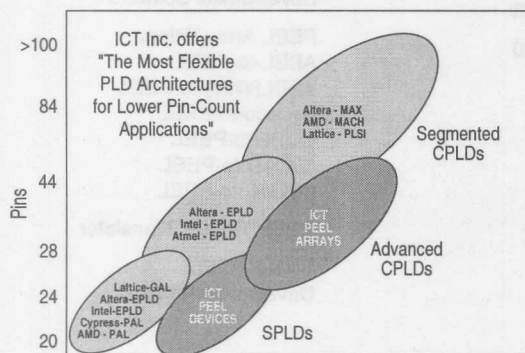 ICT Inc. offers
"The Most Flexible
PLD Architectures
for Lower Pin-Count
Applications"
Pins
>100
84
44
28
24
20
Altera - MAX
AMD - MACH
Lattice - PLSI
Segmented
CPLDs
Altera - EPLD
Intel - EPLD
Atmel - EPLD
ICT
PEEL
ARRAYS
Advanced
CPLDs
Lattice-GAL
Altera-EPLD
Intel-EPLD
Cypress-PAL
AMD - PAL
ICT
PEEL
DEVICES
SPLDs